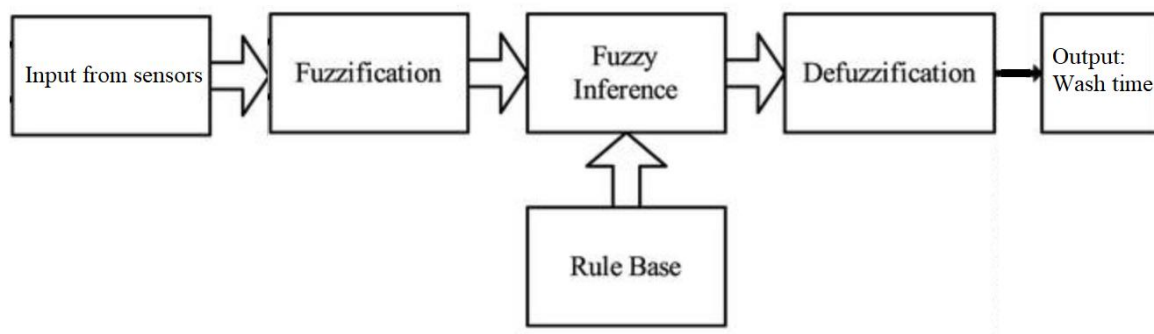 Input from sensors
Fuzzification
Fuzzy
Inference
Defuzzification
Output:
Wash time
Rule Base